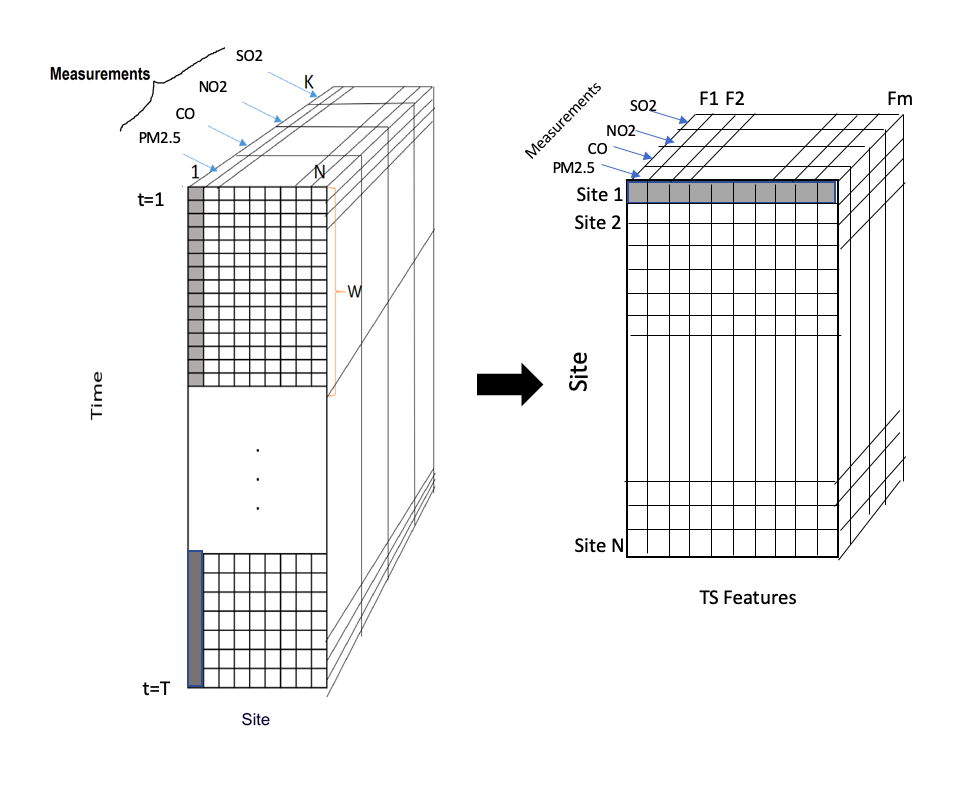 Measurements
SO2
K
NO2
CO
PM2.5
1
N
t=1
W
Time
.
.
.
t=T
Site
Measurements
SO2
F1 F2
Fm
NO2
CO
PM2.5
Site 1
Site 2
Site
Site N
TS Features